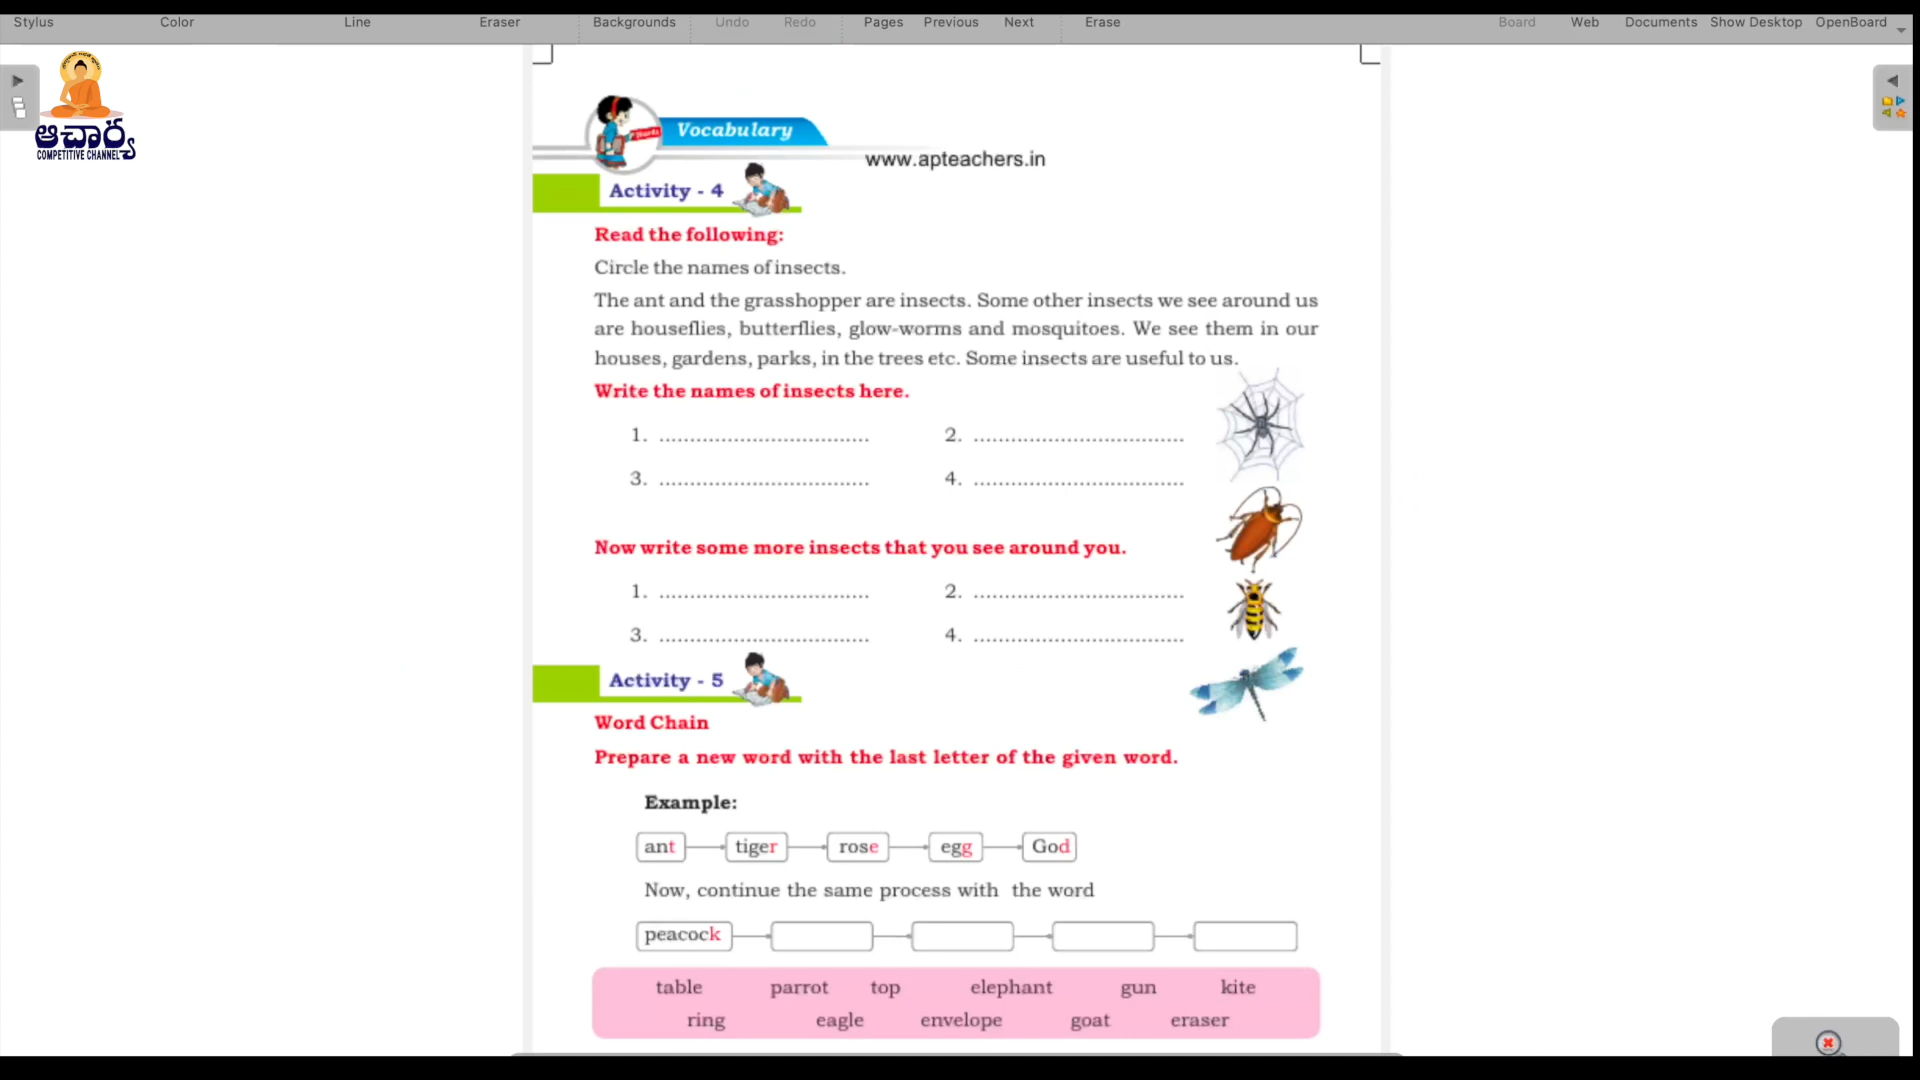 Stylus Color Line Eraser Backgrounds Undo Redo Pages Previous Next Erase Board Web Documents Show Desktop OpenBoard
ఆచార్య
COMPETITIVE CHANNEL
Words
Vocabulary
www.apteachers.in
Activity - 4
Read the following:
Circle the names of insects.
The ant and the grasshopper are insects. Some other insects we see around us
are houseflies, butterflies, glow-worms and mosquitoes. We see them in our
houses, gardens, parks, in the trees etc. Some insects are useful to us.
Write the names of insects here.
1. .................................. 2. ..................................
3. .................................. 4. ..................................
Now write some more insects that you see around you.
1. .................................. 2. ..................................
3. .................................. 4. ..................................
Activity - 5
Word Chain
Prepare a new word with the last letter of the given word.
Example:
ant tiger rose egg God
Now, continue the same process with the word
peacock
table parrot top elephant gun kite
ring eagle envelope goat eraser